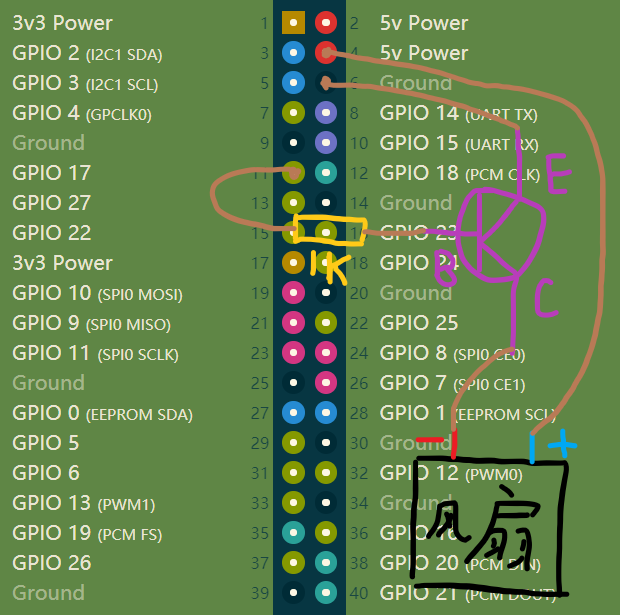 3v3 Power 1 2 5v Power
GPIO 2 (I2C1 SDA) 3 4 5v Power
GPIO 3 (I2C1 SCL) 5 6 Ground
GPIO 4 (GPCLK0) 7 8 GPIO 14 (UART TX)
Ground 9 10 GPIO 15 (UART RX)
GPIO 17 11 12 GPIO 18 (PCM CLK) E
GPIO 27 13 14 Ground
GPIO 22 15 GPIO 23
3v3 Power 17 1K 18 GPIO 24 B
GPIO 10 (SPI0 MOSI) 19 20 Ground C
GPIO 9 (SPI0 MISO) 21 22 GPIO 25
GPIO 11 (SPI0 SCLK) 23 24 GPIO 8 (SPI0 CE0)
Ground 25 26 GPIO 7 (SPI0 CE1)
GPIO 0 (EEPROM SDA) 27 28 GPIO 1 (EEPROM SCL)
GPIO 5 29 30 Ground - +
GPIO 6 31 32 GPIO 12 (PWM0)
GPIO 13 (PWM1) 33 34 Ground
GPIO 19 (PCM FS) 35 36 GPIO 16
风扇
GPIO 26 37 38 GPIO 20 (PCM DIN)
Ground 39 40 GPIO 21 (PCM DOUT)